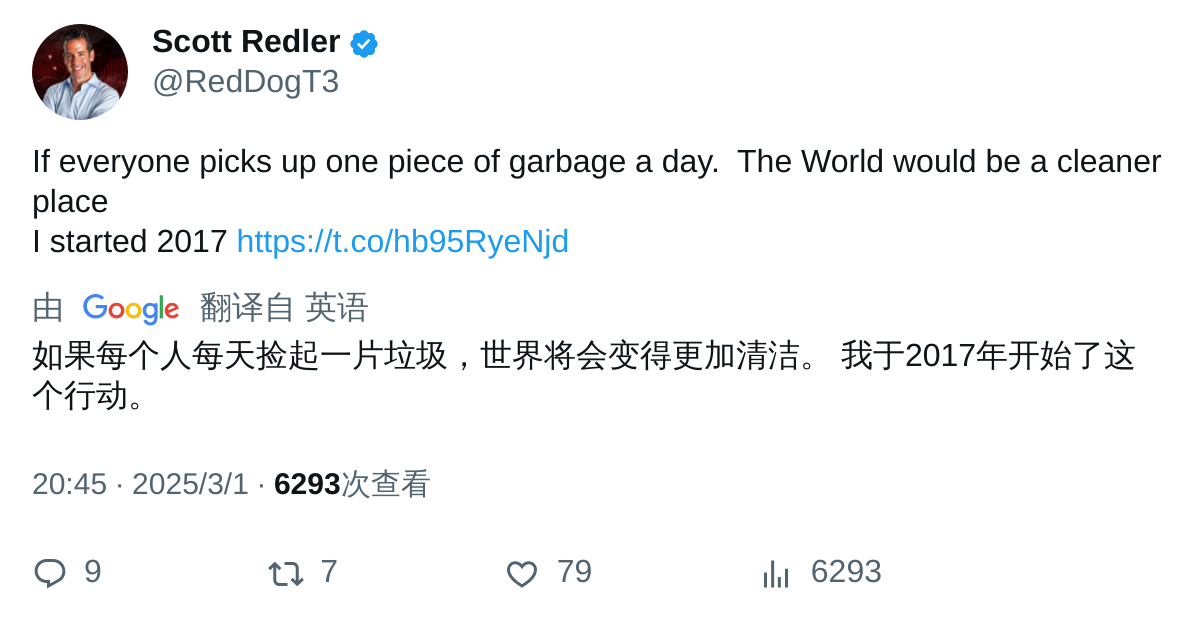 Scott Redler
@RedDogT3
If everyone picks up one piece of garbage a day.  The World would be a cleaner
place
I started 2017 https://t.co/hb95RyeNjd
由 Google 翻译自 英语
如果每个人每天捡起一片垃圾，世界将会变得更加清洁。 我于2017年开始了这
个行动。
20:45 · 2025/3/1 · 6293次查看
9 7 79 6293